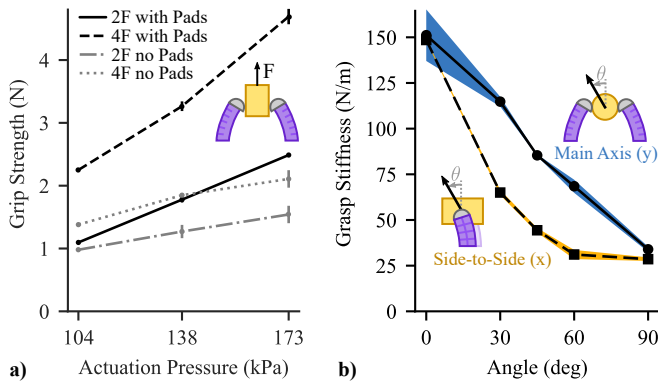 2F with Pads
4F with Pads
2F no Pads
4F no Pads
F
Grip Strength (N)
4
3
2
1
0
104
138
173
Actuation Pressure (kPa)
a)
θ
Main Axis (y)
θ
Side-to-Side (x)
Grasp Stiffness (N/m)
150
125
100
75
50
25
0
0
30
45
60
90
Angle (deg)
b)